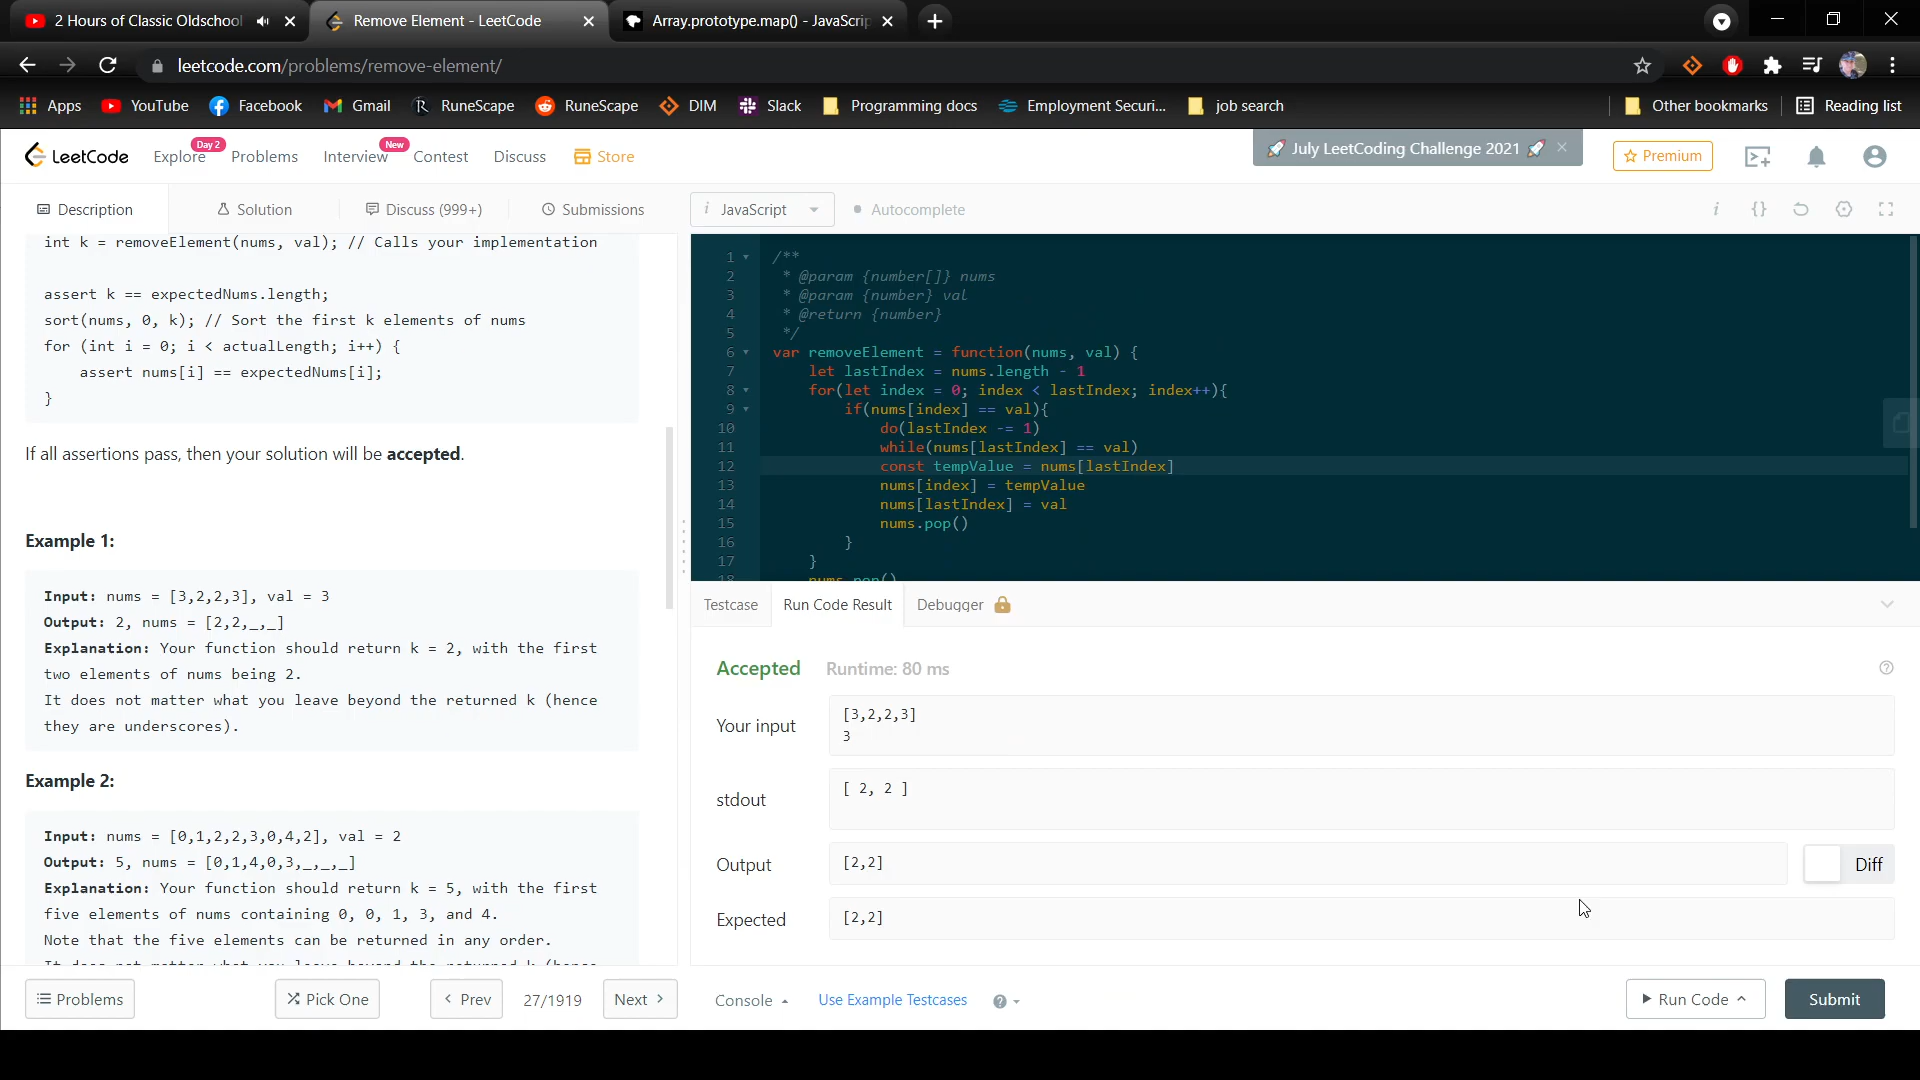 2 Hours of Classic Oldschool
Remove Element - LeetCode
Array.prototype.map() - JavaScrip
leetcode.com/problems/remove-element/
Apps
YouTube
Facebook
Gmail
RuneScape
RuneScape
DIM
Slack
Programming docs
Employment Securi...
job search
Other bookmarks
Reading list
LeetCode
Explore
Day 2
Problems
Interview
New
Contest
Discuss
Store
July LeetCoding Challenge 2021
Premium
Description
Solution
Discuss (999+)
Submissions
int k = removeElement(nums, val); // Calls your implementation
assert k == expectedNums.length;
sort(nums, 0, k); // Sort the first k elements of nums
for (int i = 0; i < actualLength; i++) {
assert nums[i] == expectedNums[i];
}
If all assertions pass, then your solution will be accepted.
Example 1:
Input: nums = [3,2,2,3], val = 3
Output: 2, nums = [2,2,_,_]
Explanation: Your function should return k = 2, with the first
two elements of nums being 2.
It does not matter what you leave beyond the returned k (hence
they are underscores).
Example 2:
Input: nums = [0,1,2,2,3,0,4,2], val = 2
Output: 5, nums = [0,1,4,0,3,_,_,_]
Explanation: Your function should return k = 5, with the first
five elements of nums containing 0, 0, 1, 3, and 4.
Note that the five elements can be returned in any order.
It does not matter what you leave beyond the returned k (hence
Problems
Pick One
Prev
27/1919
Next
i JavaScript
Autocomplete
i
{}
1 /**
2 * @param {number[]} nums
3 * @param {number} val
4 * @return {number}
5 */
6 var removeElement = function(nums, val) {
7 let lastIndex = nums.length - 1
8 for(let index = 0; index < lastIndex; index++){
9 if(nums[index] == val){
10 do(lastIndex -= 1)
11 while(nums[lastIndex] == val)
12 const tempValue = nums[lastIndex]
13 nums[index] = tempValue
14 nums[lastIndex] = val
15 nums.pop()
16 }
17 }
18 nums.pop()
Testcase
Run Code Result
Debugger
Accepted
Runtime: 80 ms
Your input
[3,2,2,3]
3
stdout
[ 2, 2 ]
Output
[2,2]
Diff
Expected
[2,2]
Console
Use Example Testcases
Run Code
Submit